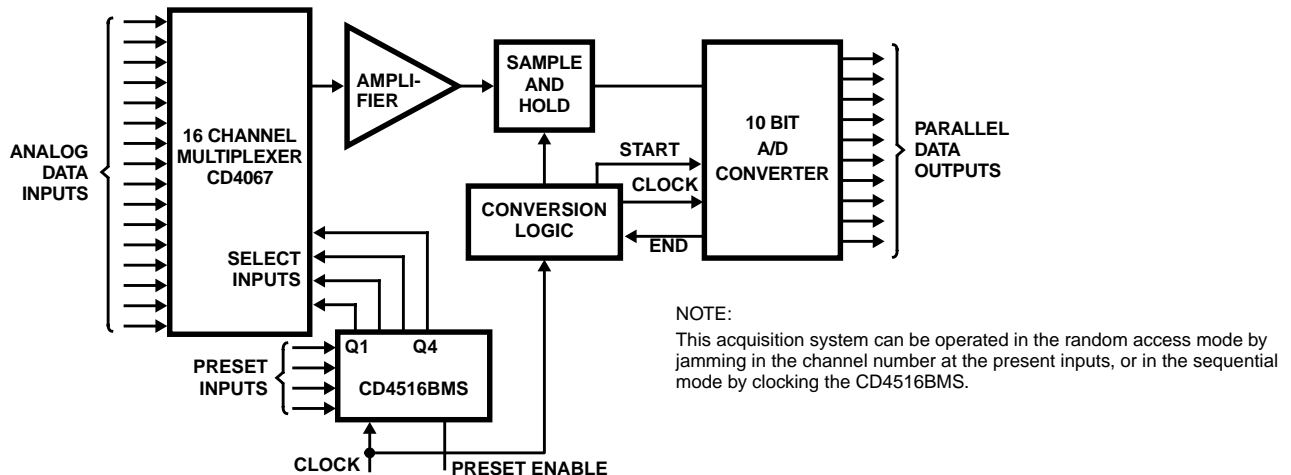 ANALOG
DATA
INPUTS
16 CHANNEL
MULTIPLEXER
CD4067
SELECT
INPUTS
AMPLI-
FIER
SAMPLE
AND
HOLD
START
CLOCK
CONVERSION
LOGIC
END
10 BIT
A/D
CONVERTER
PARALLEL
DATA
OUTPUTS
PRESET
INPUTS
Q1 Q4
CD4516BMS
CLOCK
PRESET ENABLE
NOTE:
This acquisition system can be operated in the random access mode by
jamming in the channel number at the present inputs, or in the sequential
mode by clocking the CD4516BMS.